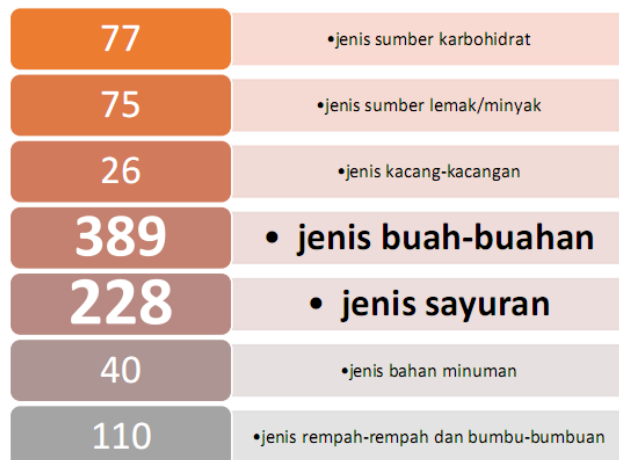 77
•jenis sumber karbohidrat
75
•jenis sumber lemak/minyak
26
•jenis kacang-kacangan
389
• jenis buah-buahan
228
• jenis sayuran
40
•jenis bahan minuman
110
•jenis rempah-rempah dan bumbu-bumbuan